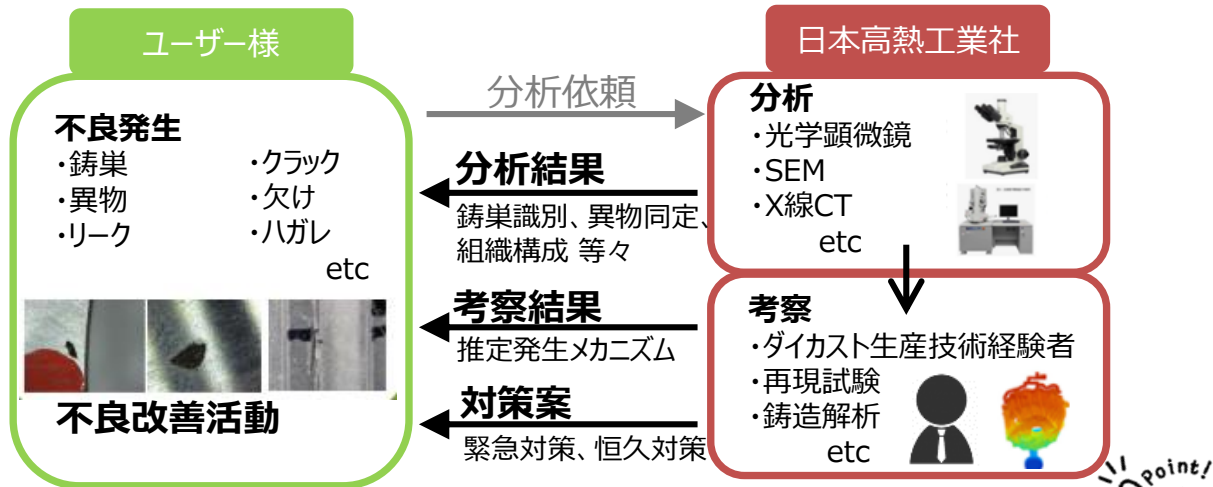 ユーザー様
日本高熱工業社
不良発生
・鋳巣
・異物
・リーク
・クラック
・欠け
・ハガレ
etc
不良改善活動
分析依頼
分析結果
鋳巣識別、異物同定、
組織構成 等々
考察結果
推定発生メカニズム
対策案
緊急対策、恒久対策
分析
・光学顕微鏡
・SEM
・X線CT
etc
考察
・ダイカスト生産技術経験者
・再現試験
・鋳造解析
etc
Point!